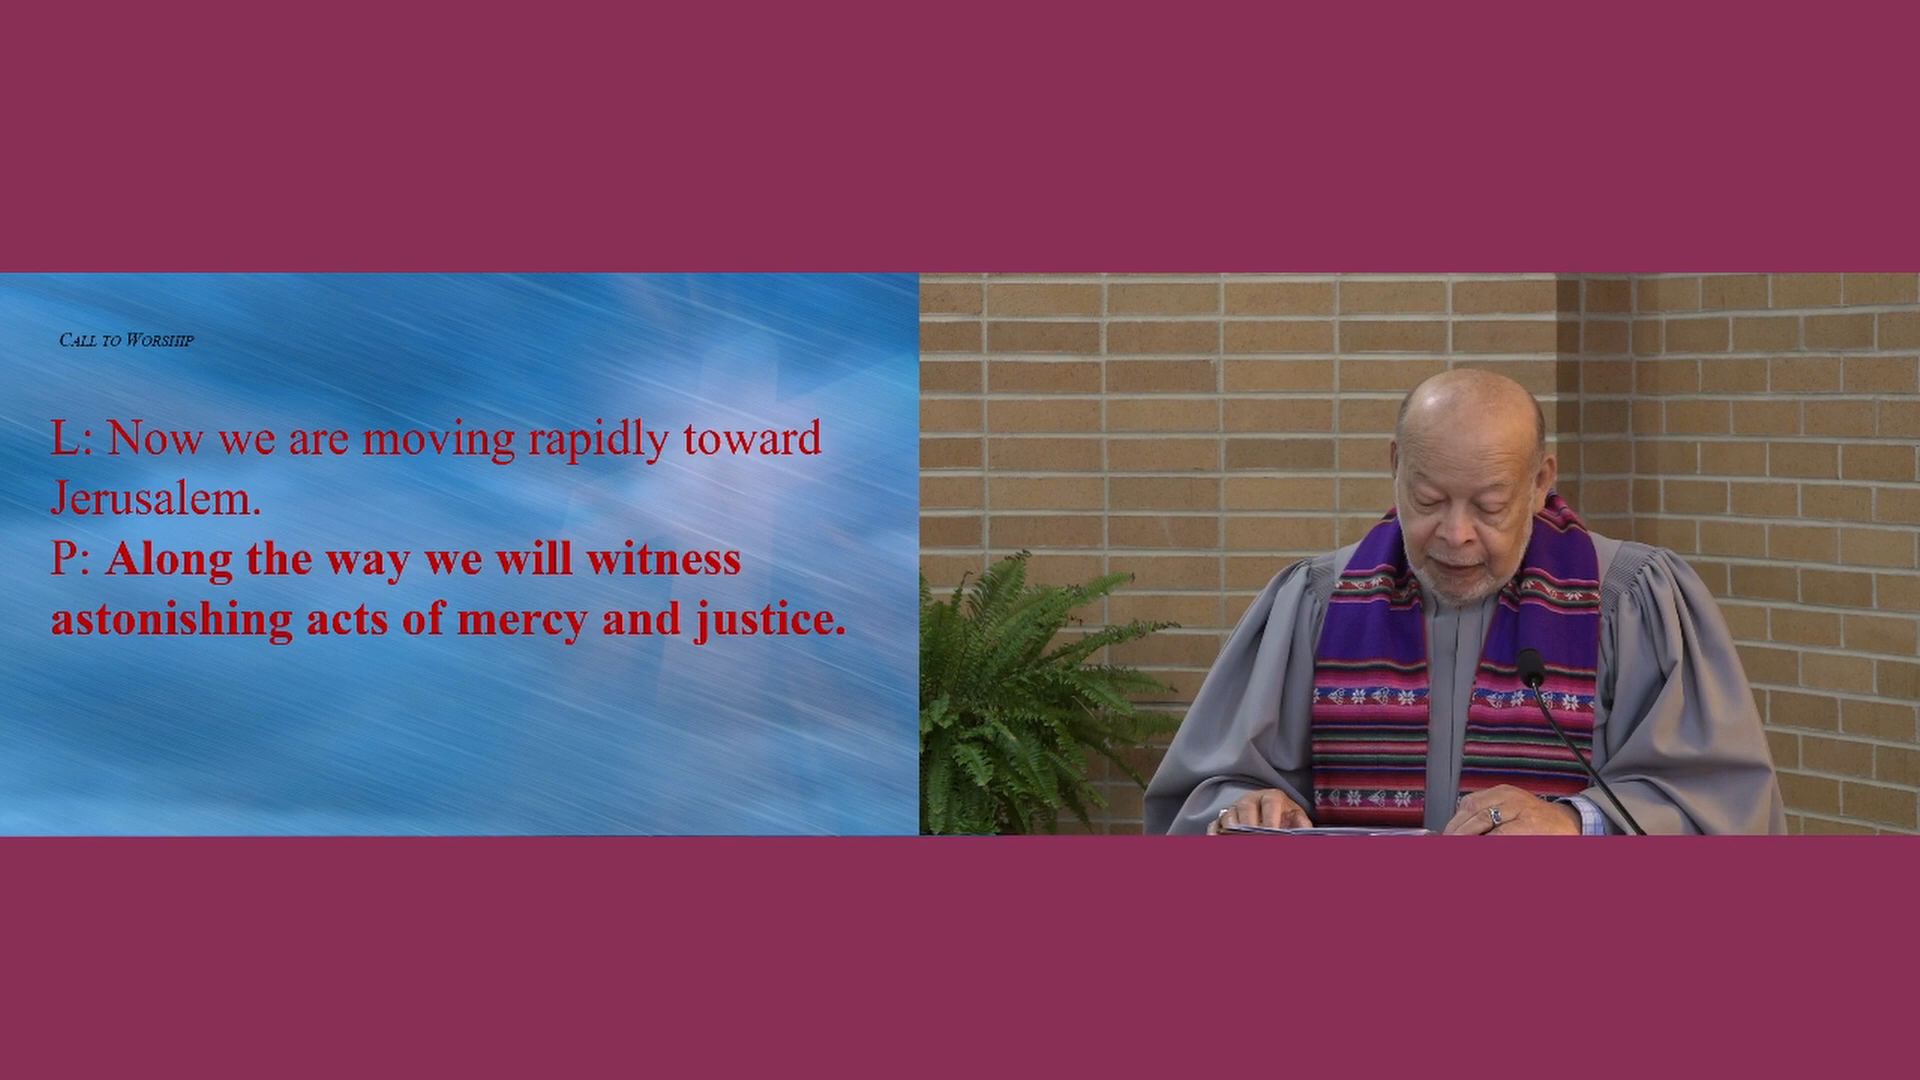 CALL TO WORSHIP
L: Now we are moving rapidly toward
Jerusalem.
P: Along the way we will witness
astonishing acts of mercy and justice.